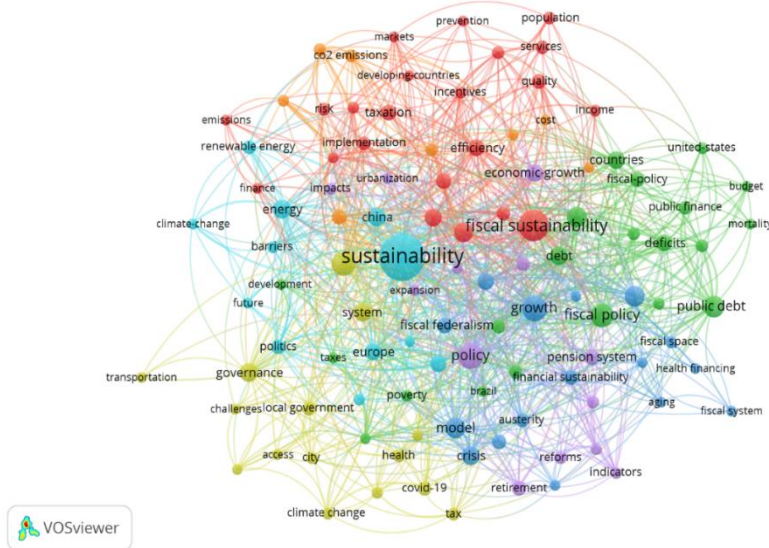 population
prevention
markets
services
co2 emissions
developing-countries
quality
incentives
risk
taxation
income
emissions
cost
implementation
efficiency
renewable energy
united-states
countries
economic-growth
urbanization
fiscal-policy
finance
impacts
budget
energy
public finance
china
mortality
climate-change
fiscal sustainability
deficits
barriers
sustainability
debt
development
expansion
future
system
growth
public debt
fiscal policy
fiscal federalism
politics
europe
policy
fiscal space
taxes
pension system
governance
health financing
transportation
financial sustainability
poverty
brazil
aging
challenges
local government
fiscal system
austerity
model
access
city
health
crisis
reforms
indicators
covid-19
retirement
climate change
tax
VOSviewer